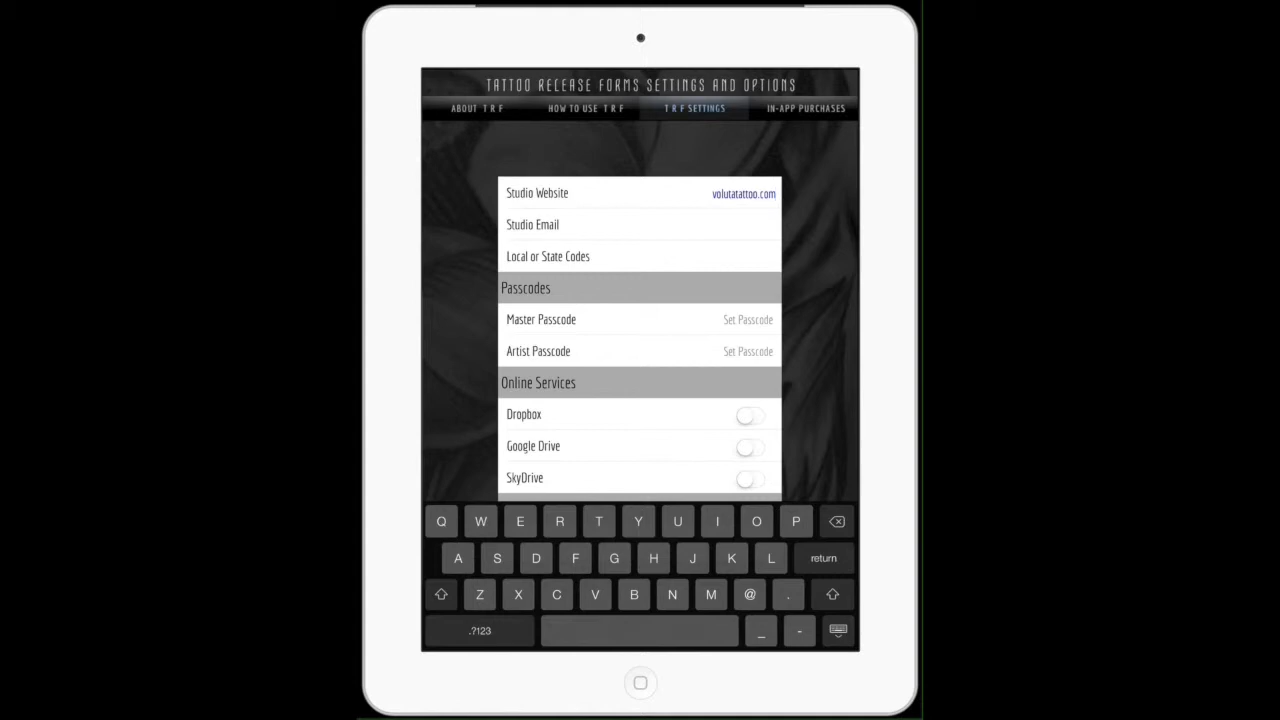 TATTOO RELEASE FORMS SETTINGS AND OPTIONS
ABOUT T R F HOW TO USE T R F T R F SETTINGS IN-APP PURCHASES
Studio Website volutatattoo.com
Studio Email
Local or State Codes
Passcodes
Master Passcode Set Passcode
Artist Passcode Set Passcode
Online Services
Dropbox
Google Drive
SkyDrive
Q W E R T Y U I O P
A S D F G H J K L return
Z X C V B N M @ .
.?123 _ -